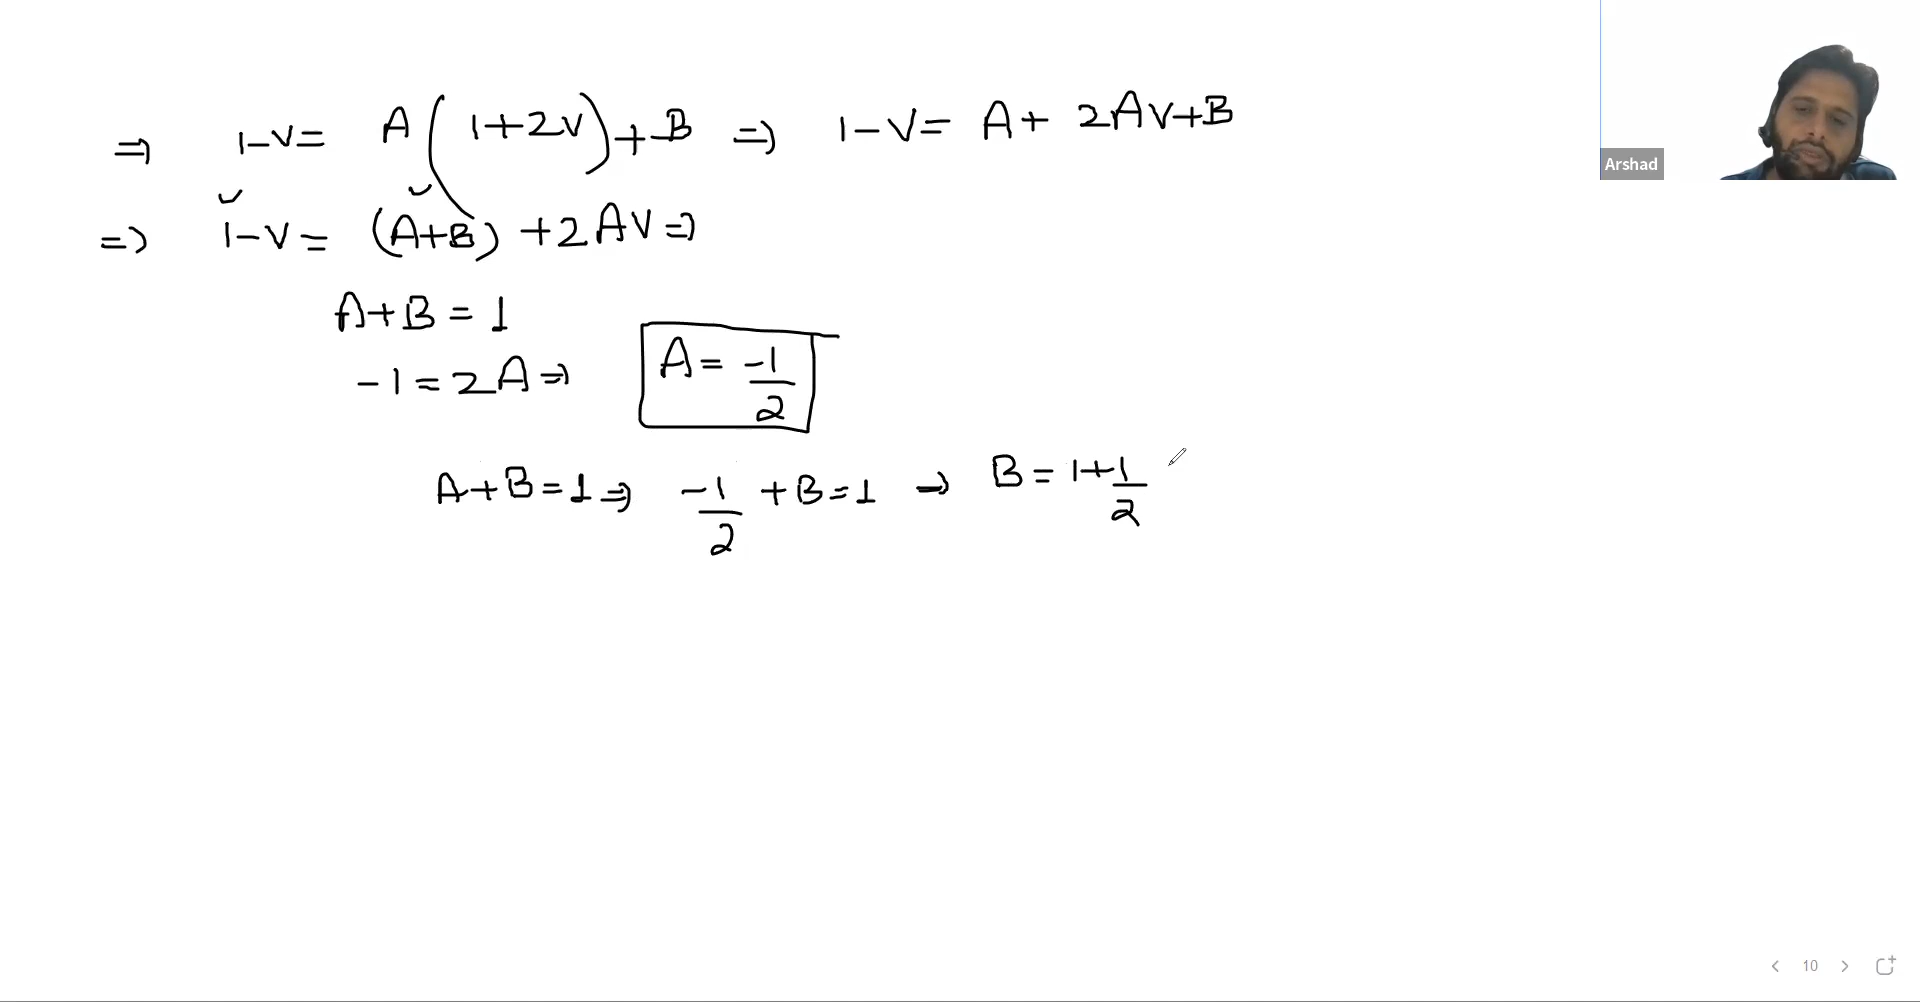 ⇒ 1-v= A(1+2v)+B ⇒ 1-v= A+ 2Av+B
⇒ 1-v= (A+B) +2Av⇒
A+B = 1
-1=2A⇒ A= -1/2
A+B=1⇒ -1/2 +B=1 → B=1+1/2
Arshad
10